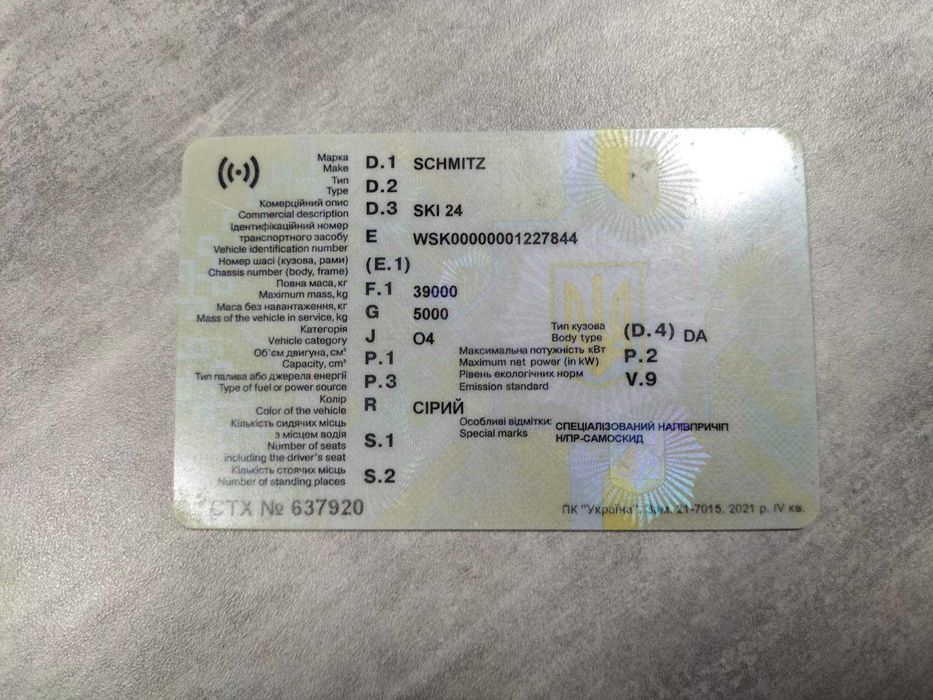 Марка D.1 SCHMITZ
Make
Тип D.2
Type
Комерційний опис D.3 SKI 24
Commercial description
Ідентифікаційний номер
транспортного засобу E WSK00000001227844
Vehicle identification number
Номер шасі (кузова, рами) (E.1)
Chassis number (body, frame)
Повна маса, кг F.1 39000
Maximum mass, kg
Маса без навантаження, кг G 5000
Mass of the vehicle in service, kg
Категорія J O4
Vehicle category
Тип кузова (D.4) DA
Body type
Об'єм двигуна, см³ P.1
Capacity, cm³
Максимальна потужність кВт P.2
Maximum net power (in kW)
Тип палива або джерела енергії P.3
Type of fuel or power source
Рівень екологічних норм V.9
Emission standard
Колір R СІРИЙ
Color of the vehicle
Особливі відмітки: СПЕЦІАЛІЗОВАНИЙ НАПІВПРИЧІП
Special marks Н/ПР-САМОСКИД
Кількість сидячих місць
з місцем водія S.1
Number of seats
including the driver's seat
Кількість стоячих місць S.2
Number of standing places
СТХ № 637920
ПК "Україна". Зам. 21-7015. 2021 р. IV кв.